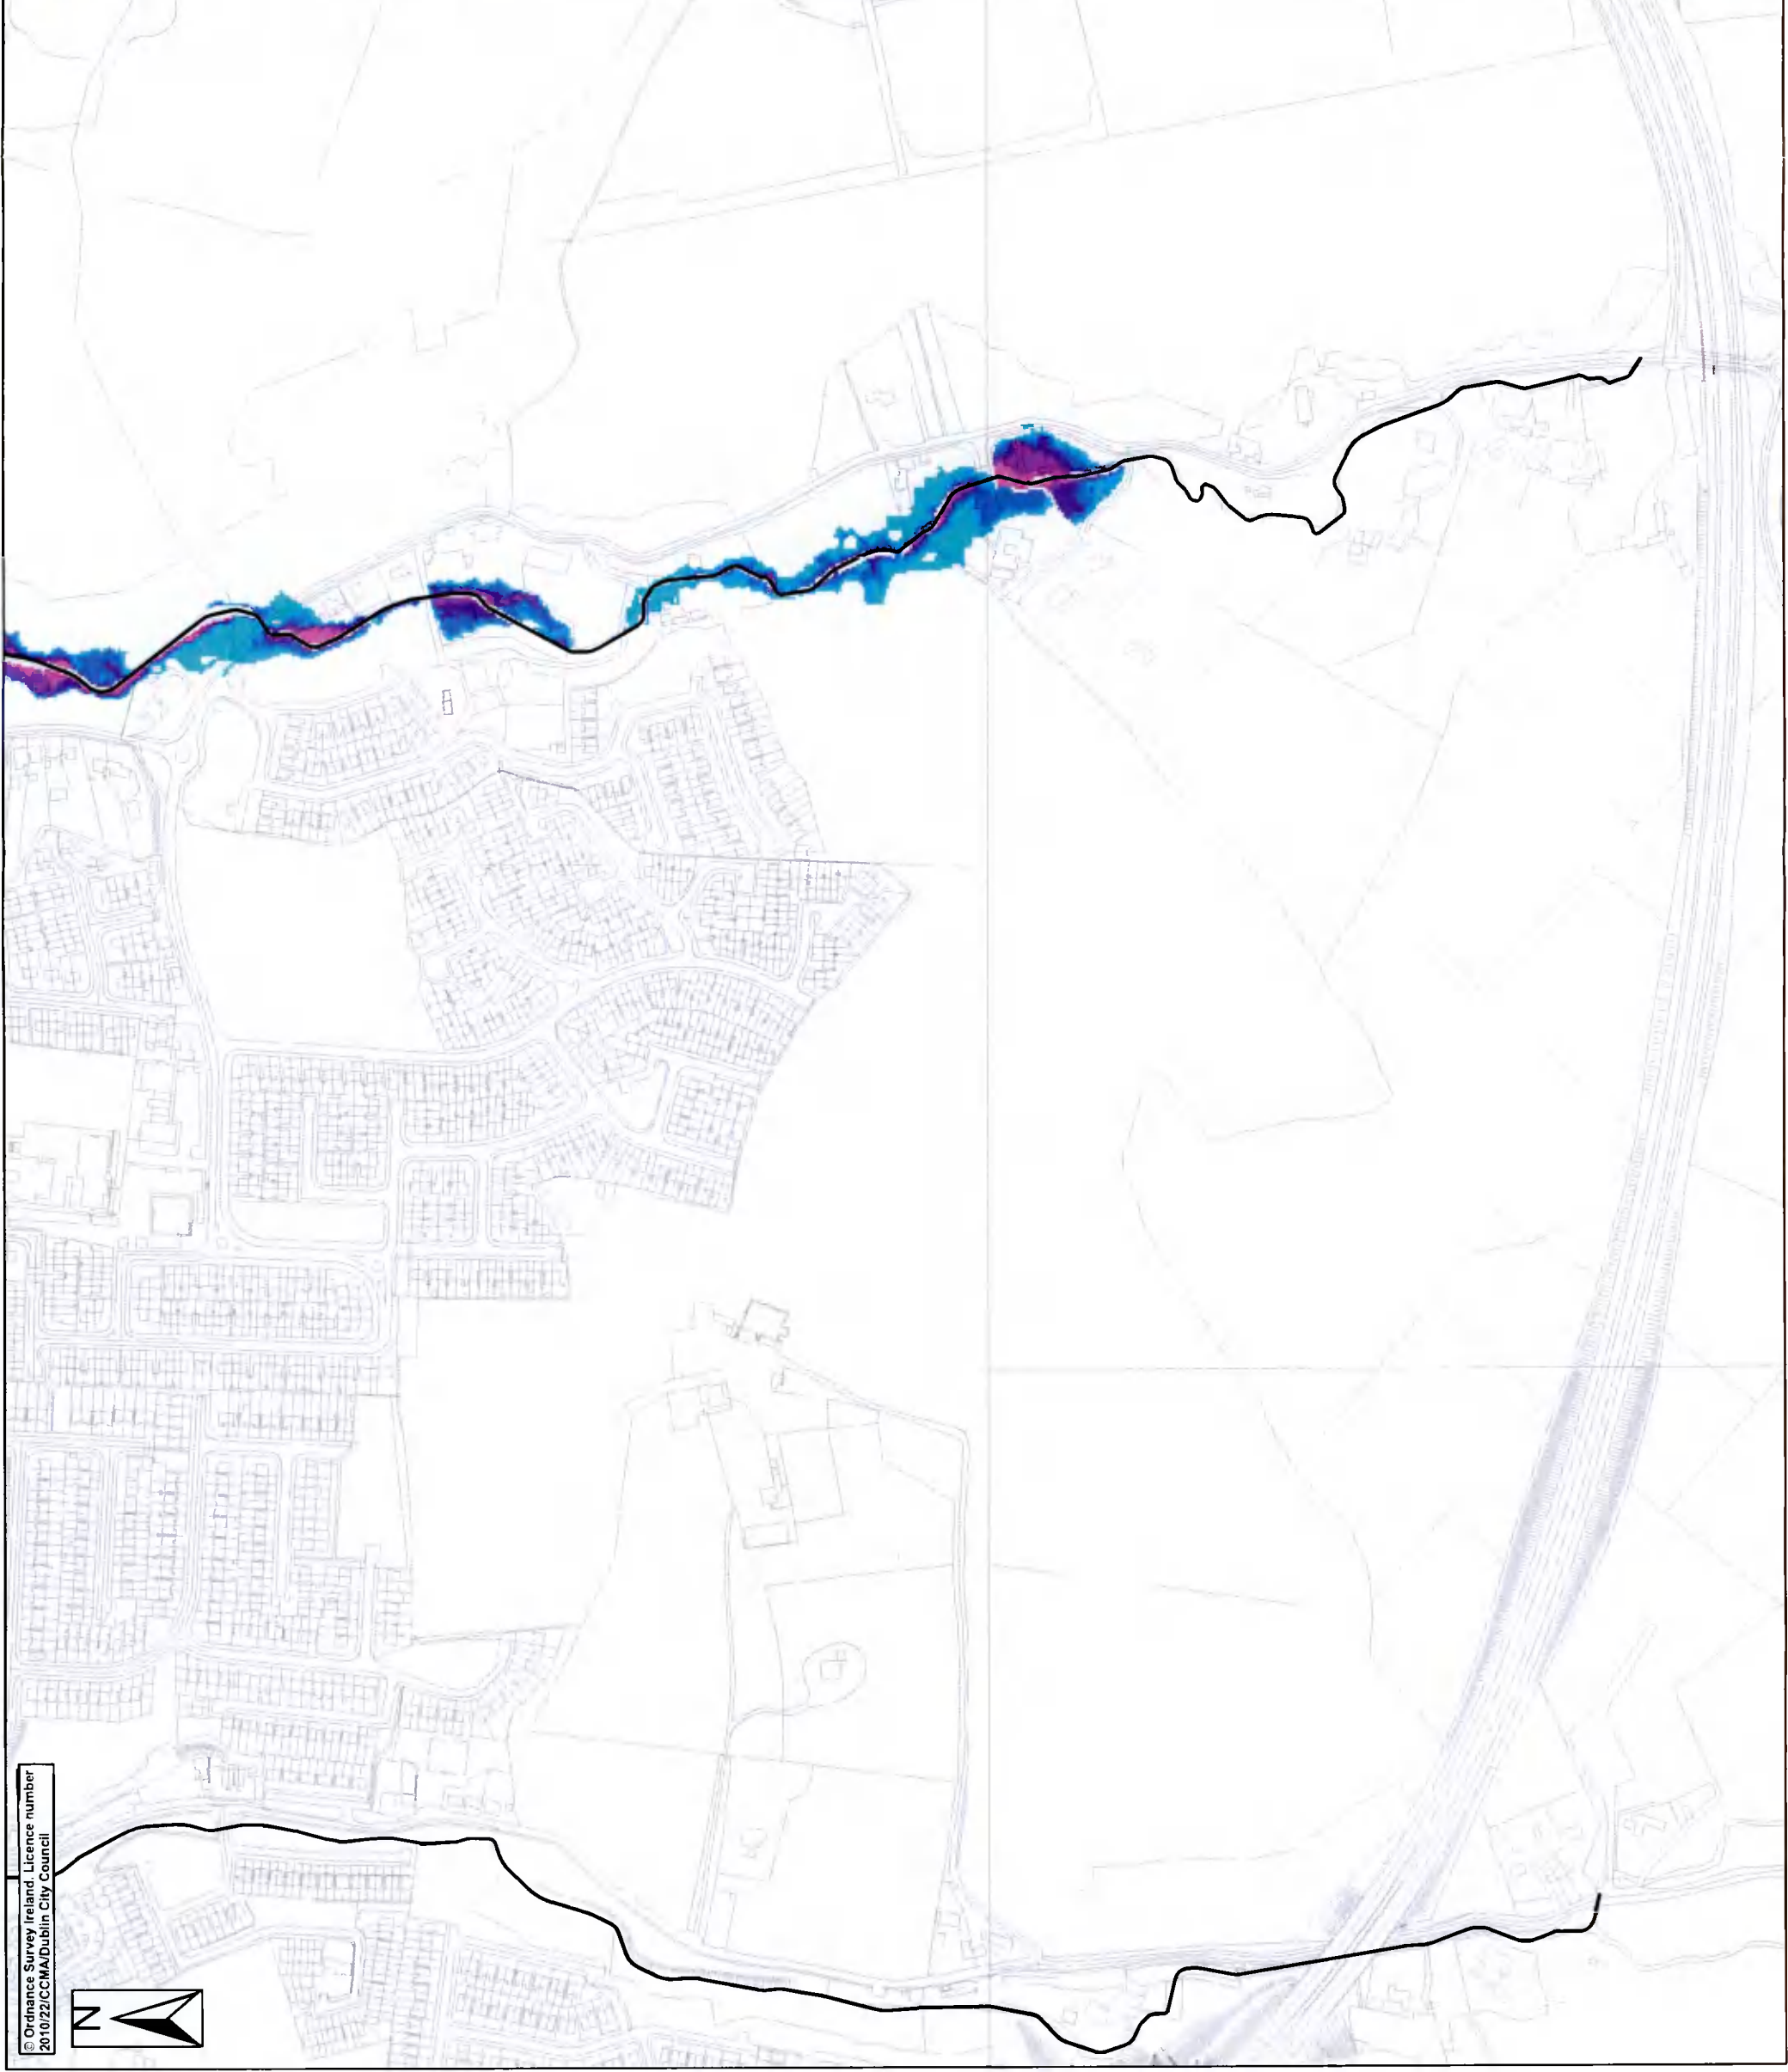 © Ordnance Survey Ireland. Licence number
2010/22/CCMA/Dublin City Council
N